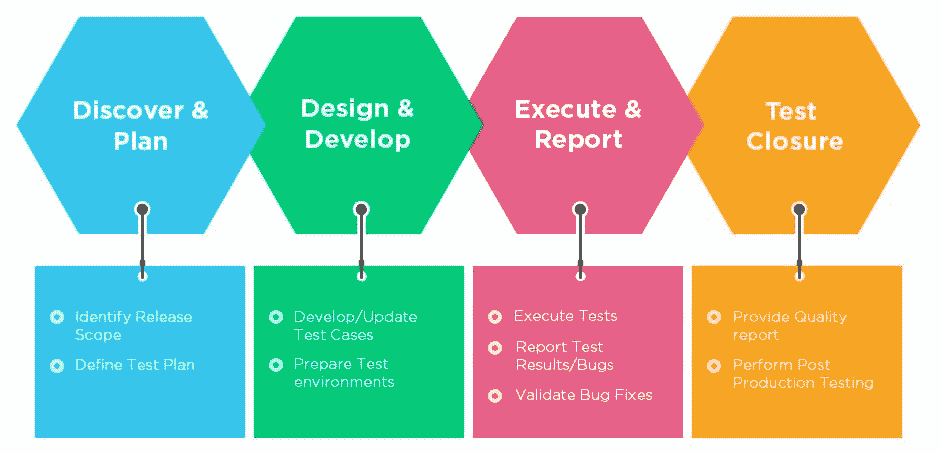 Discover &
Plan
Design &
Develop
Execute &
Report
Test
Closure
Identify Release
Scope
Define Test Plan
Develop/Update
Test Cases
Prepare Test
environments
Execute Tests
Report Test
Results/Bugs
Validate Bug Fixes
Provide Quality
report
Perform Post
Production Testing